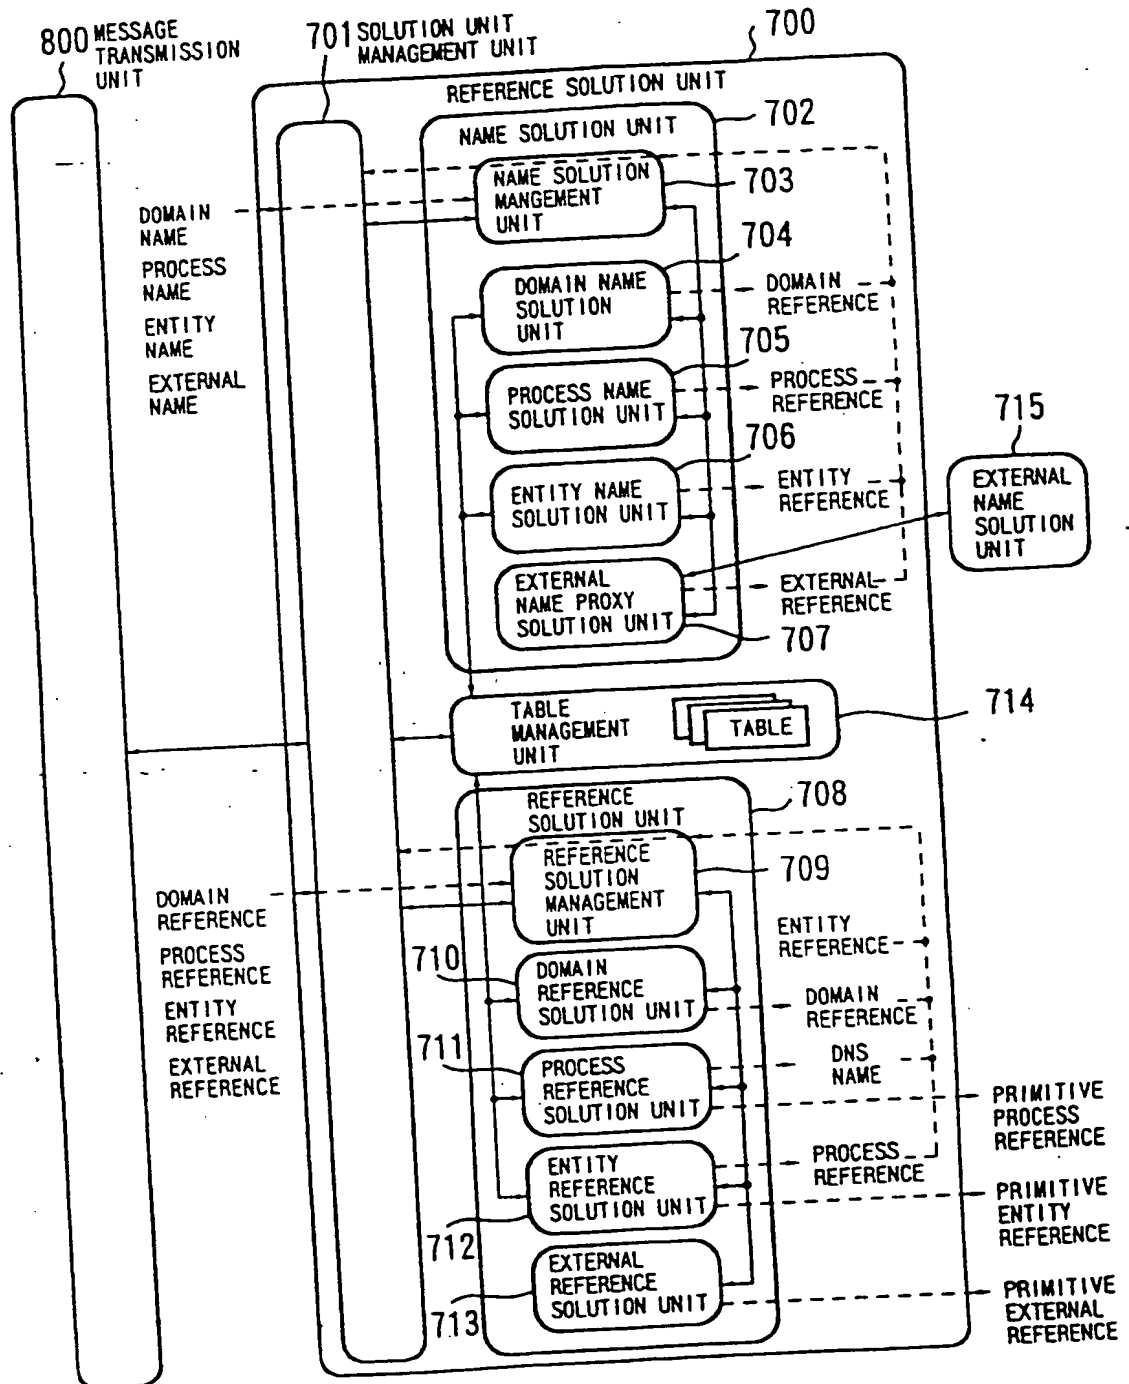 800 MESSAGE
TRANSMISSION
UNIT
701 SOLUTION UNIT
MANAGEMENT UNIT
700
REFERENCE SOLUTION UNIT
NAME SOLUTION UNIT
702
NAME SOLUTION
MANGEMENT
UNIT
703
DOMAIN
NAME
PROCESS
NAME
ENTITY
NAME
EXTERNAL
NAME
704
DOMAIN NAME
SOLUTION
UNIT
DOMAIN
REFERENCE
705
PROCESS NAME
SOLUTION UNIT
PROCESS
REFERENCE
706
ENTITY NAME
SOLUTION UNIT
ENTITY
REFERENCE
715
EXTERNAL
NAME
SOLUTION
UNIT
EXTERNAL
NAME PROXY
SOLUTION UNIT
EXTERNAL
REFERENCE
707
TABLE
MANAGEMENT
UNIT
TABLE
714
REFERENCE
SOLUTION UNIT
708
REFERENCE
SOLUTION
MANAGEMENT
UNIT
709
DOMAIN
REFERENCE
PROCESS
REFERENCE
ENTITY
REFERENCE
EXTERNAL
REFERENCE
ENTITY
REFERENCE
710
DOMAIN
REFERENCE
SOLUTION UNIT
DOMAIN
REFERENCE
711
PROCESS
REFERENCE
SOLUTION UNIT
DNS
NAME
PRIMITIVE
PROCESS
REFERENCE
ENTITY
REFERENCE
SOLUTION UNIT
712
PROCESS
REFERENCE
PRIMITIVE
ENTITY
REFERENCE
EXTERNAL
REFERENCE
SOLUTION UNIT
713
PRIMITIVE
EXTERNAL
REFERENCE